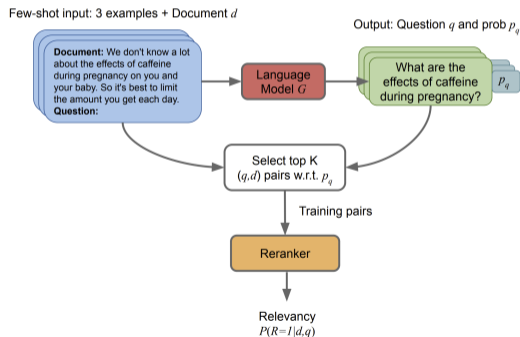 Few-shot input: 3 examples + Document d
Output: Question q and prob p_q
Document: We don't know a lot
about the effects of caffeine
during pregnancy on you and
your baby. So it's best to limit
the amount you get each day.
Question:
Language
Model G
What are the
effects of caffeine
during pregnancy?
p_q
Select top K
(q,d) pairs w.r.t. p_q
Training pairs
Reranker
Relevancy
P(R=1|d,q)